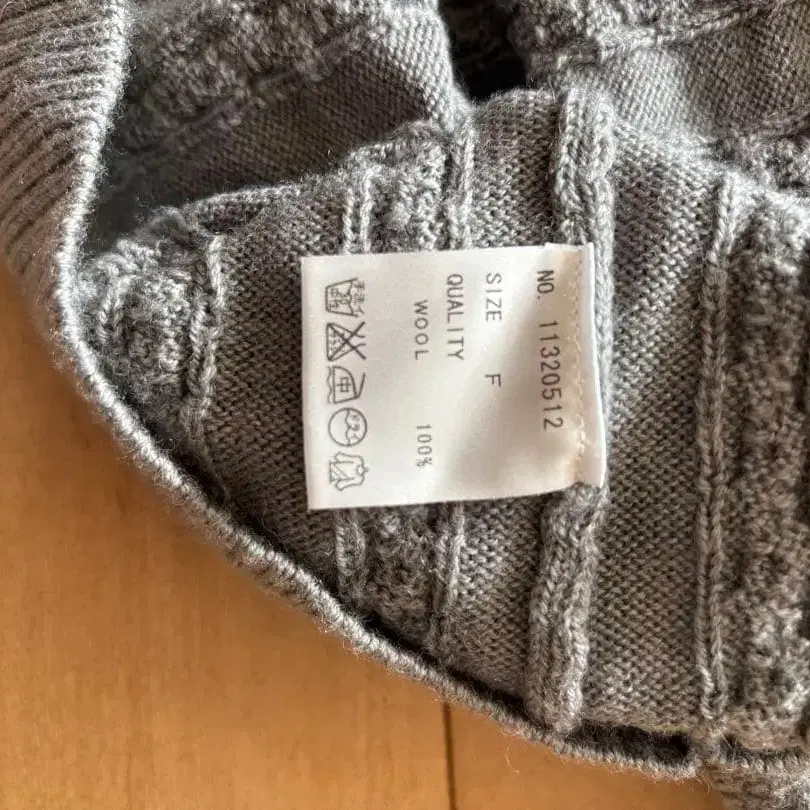 NO. 11320512
SIZE F
QUALITY
WOOL 100%